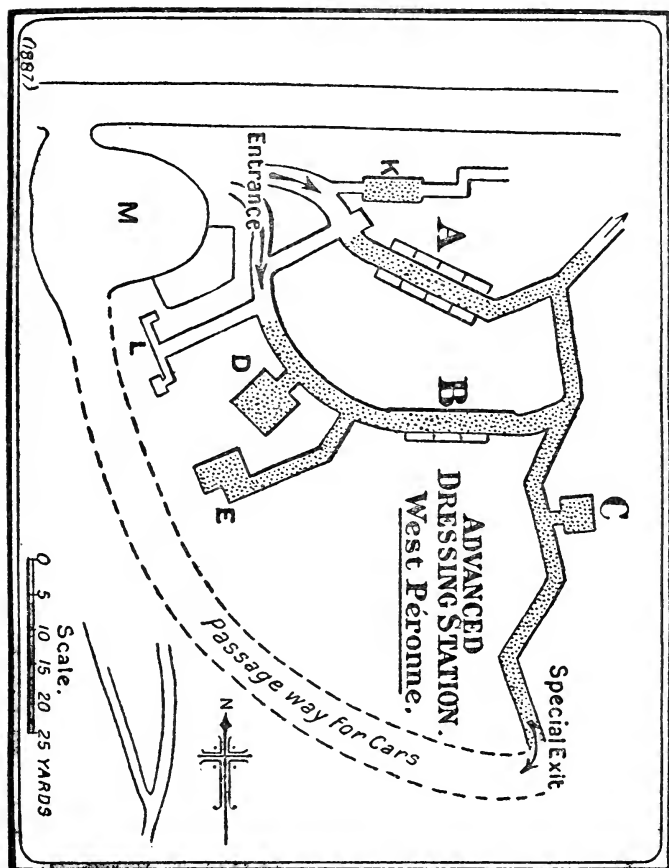 (1887)
Entrance
K
A
M
L
D
B
E
C
ADVANCED
DRESSING STATION.
West Péronne.
Special Exit
passage way for Cars
N
Scale.
0 5 10 15 20 25 YARDS